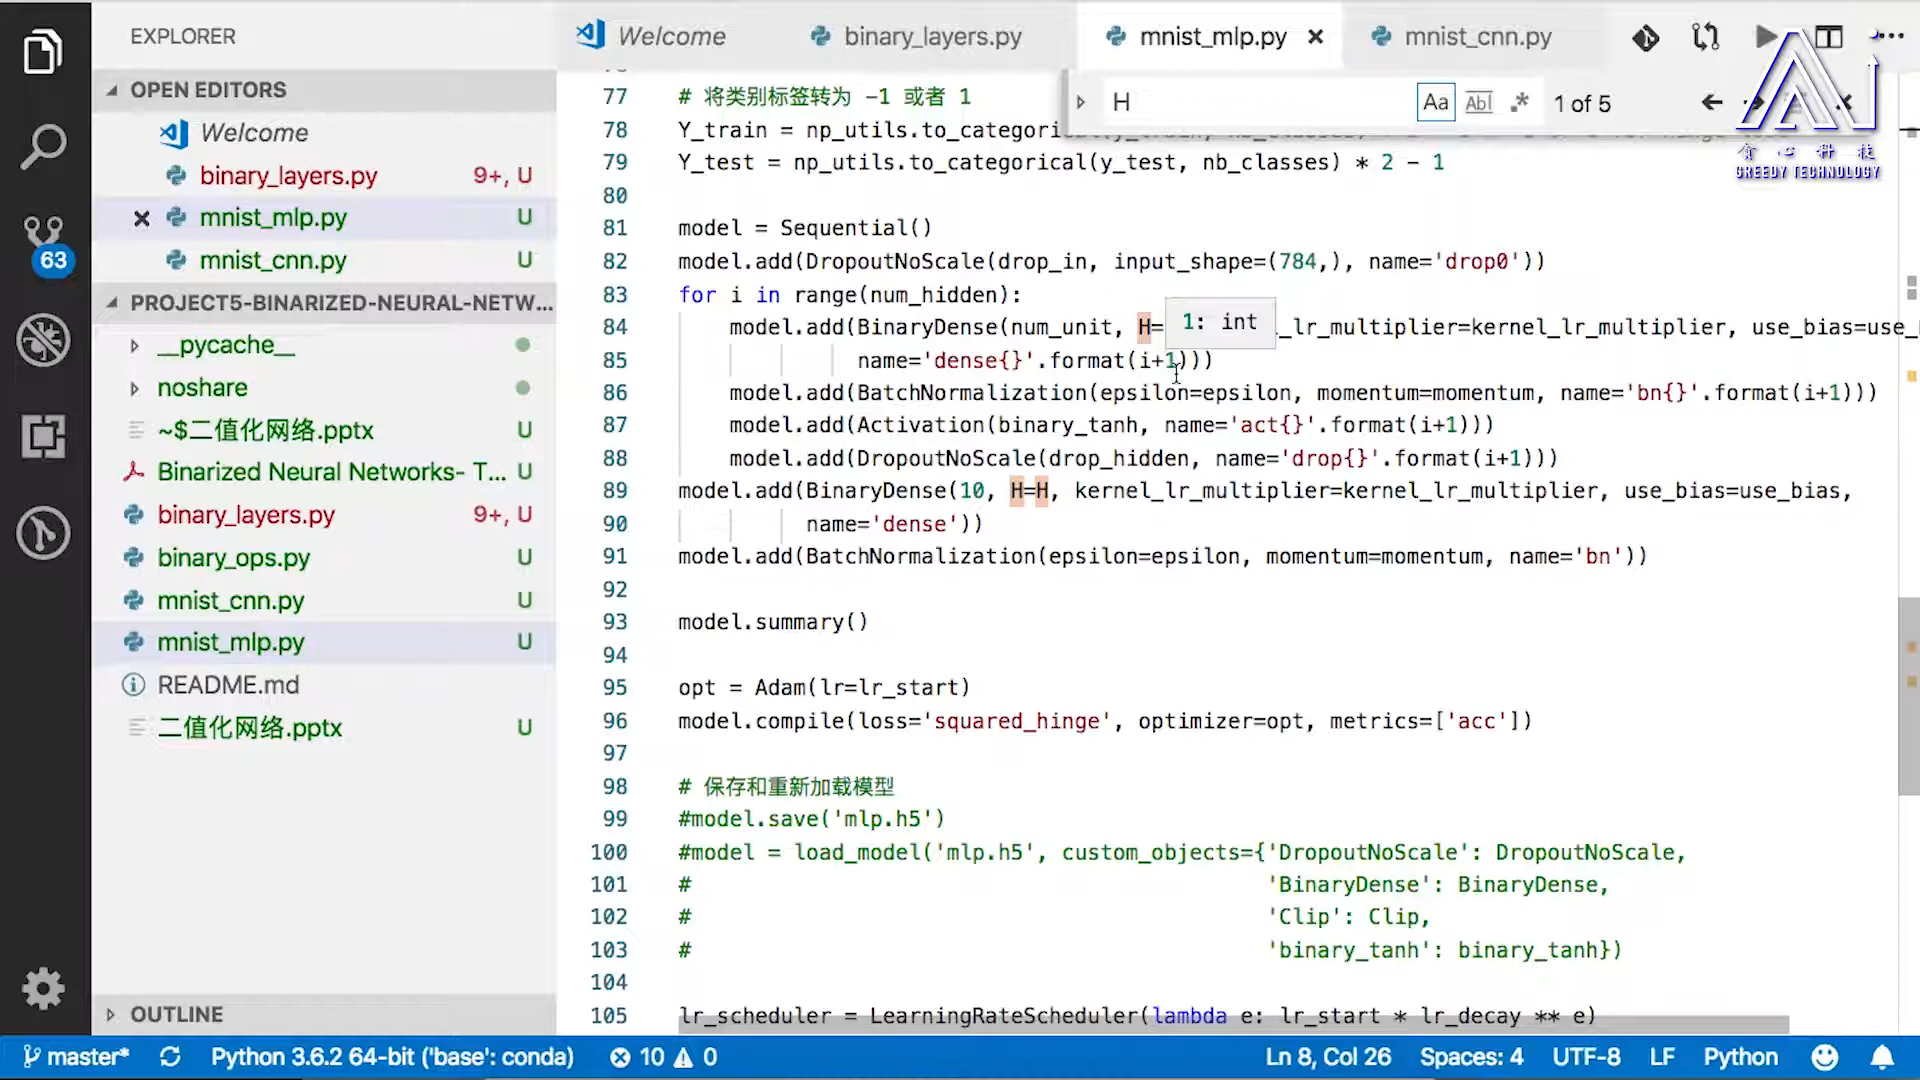 EXPLORER
OPEN EDITORS
Welcome
binary_layers.py 9+, U
mnist_mlp.py U
mnist_cnn.py U
63
PROJECT5-BINARIZED-NEURAL-NETW...
__pycache__
noshare
~$二值化网络.pptx U
Binarized Neural Networks- T... U
binary_layers.py 9+, U
binary_ops.py U
mnist_cnn.py U
mnist_mlp.py U
README.md
二值化网络.pptx U
OUTLINE
Welcome binary_layers.py mnist_mlp.py mnist_cnn.py
H Aa Abl .* 1 of 5
贪心科技
GREEDY TECHNOLOGY
77 # 将类别标签转为 -1 或者 1
78 Y_train = np_utils.to_categorical
79 Y_test = np_utils.to_categorical(y_test, nb_classes) * 2 - 1
80
81 model = Sequential()
82 model.add(DropoutNoScale(drop_in, input_shape=(784,), name='drop0'))
83 for i in range(num_hidden):
1: int
84 model.add(BinaryDense(num_unit, H= _lr_multiplier=kernel_lr_multiplier, use_bias=use_
85 name='dense{}'.format(i+1)))
86 model.add(BatchNormalization(epsilon=epsilon, momentum=momentum, name='bn{}'.format(i+1)))
87 model.add(Activation(binary_tanh, name='act{}'.format(i+1)))
88 model.add(DropoutNoScale(drop_hidden, name='drop{}'.format(i+1)))
89 model.add(BinaryDense(10, H=H, kernel_lr_multiplier=kernel_lr_multiplier, use_bias=use_bias,
90 name='dense'))
91 model.add(BatchNormalization(epsilon=epsilon, momentum=momentum, name='bn'))
92
93 model.summary()
94
95 opt = Adam(lr=lr_start)
96 model.compile(loss='squared_hinge', optimizer=opt, metrics=['acc'])
97
98 # 保存和重新加载模型
99 #model.save('mlp.h5')
100 #model = load_model('mlp.h5', custom_objects={'DropoutNoScale': DropoutNoScale,
101 # 'BinaryDense': BinaryDense,
102 # 'Clip': Clip,
103 # 'binary_tanh': binary_tanh})
104
105 lr_scheduler = LearningRateScheduler(lambda e: lr_start * lr_decay ** e)
master* Python 3.6.2 64-bit ('base': conda) 10 0 Ln 8, Col 26 Spaces: 4 UTF-8 LF Python